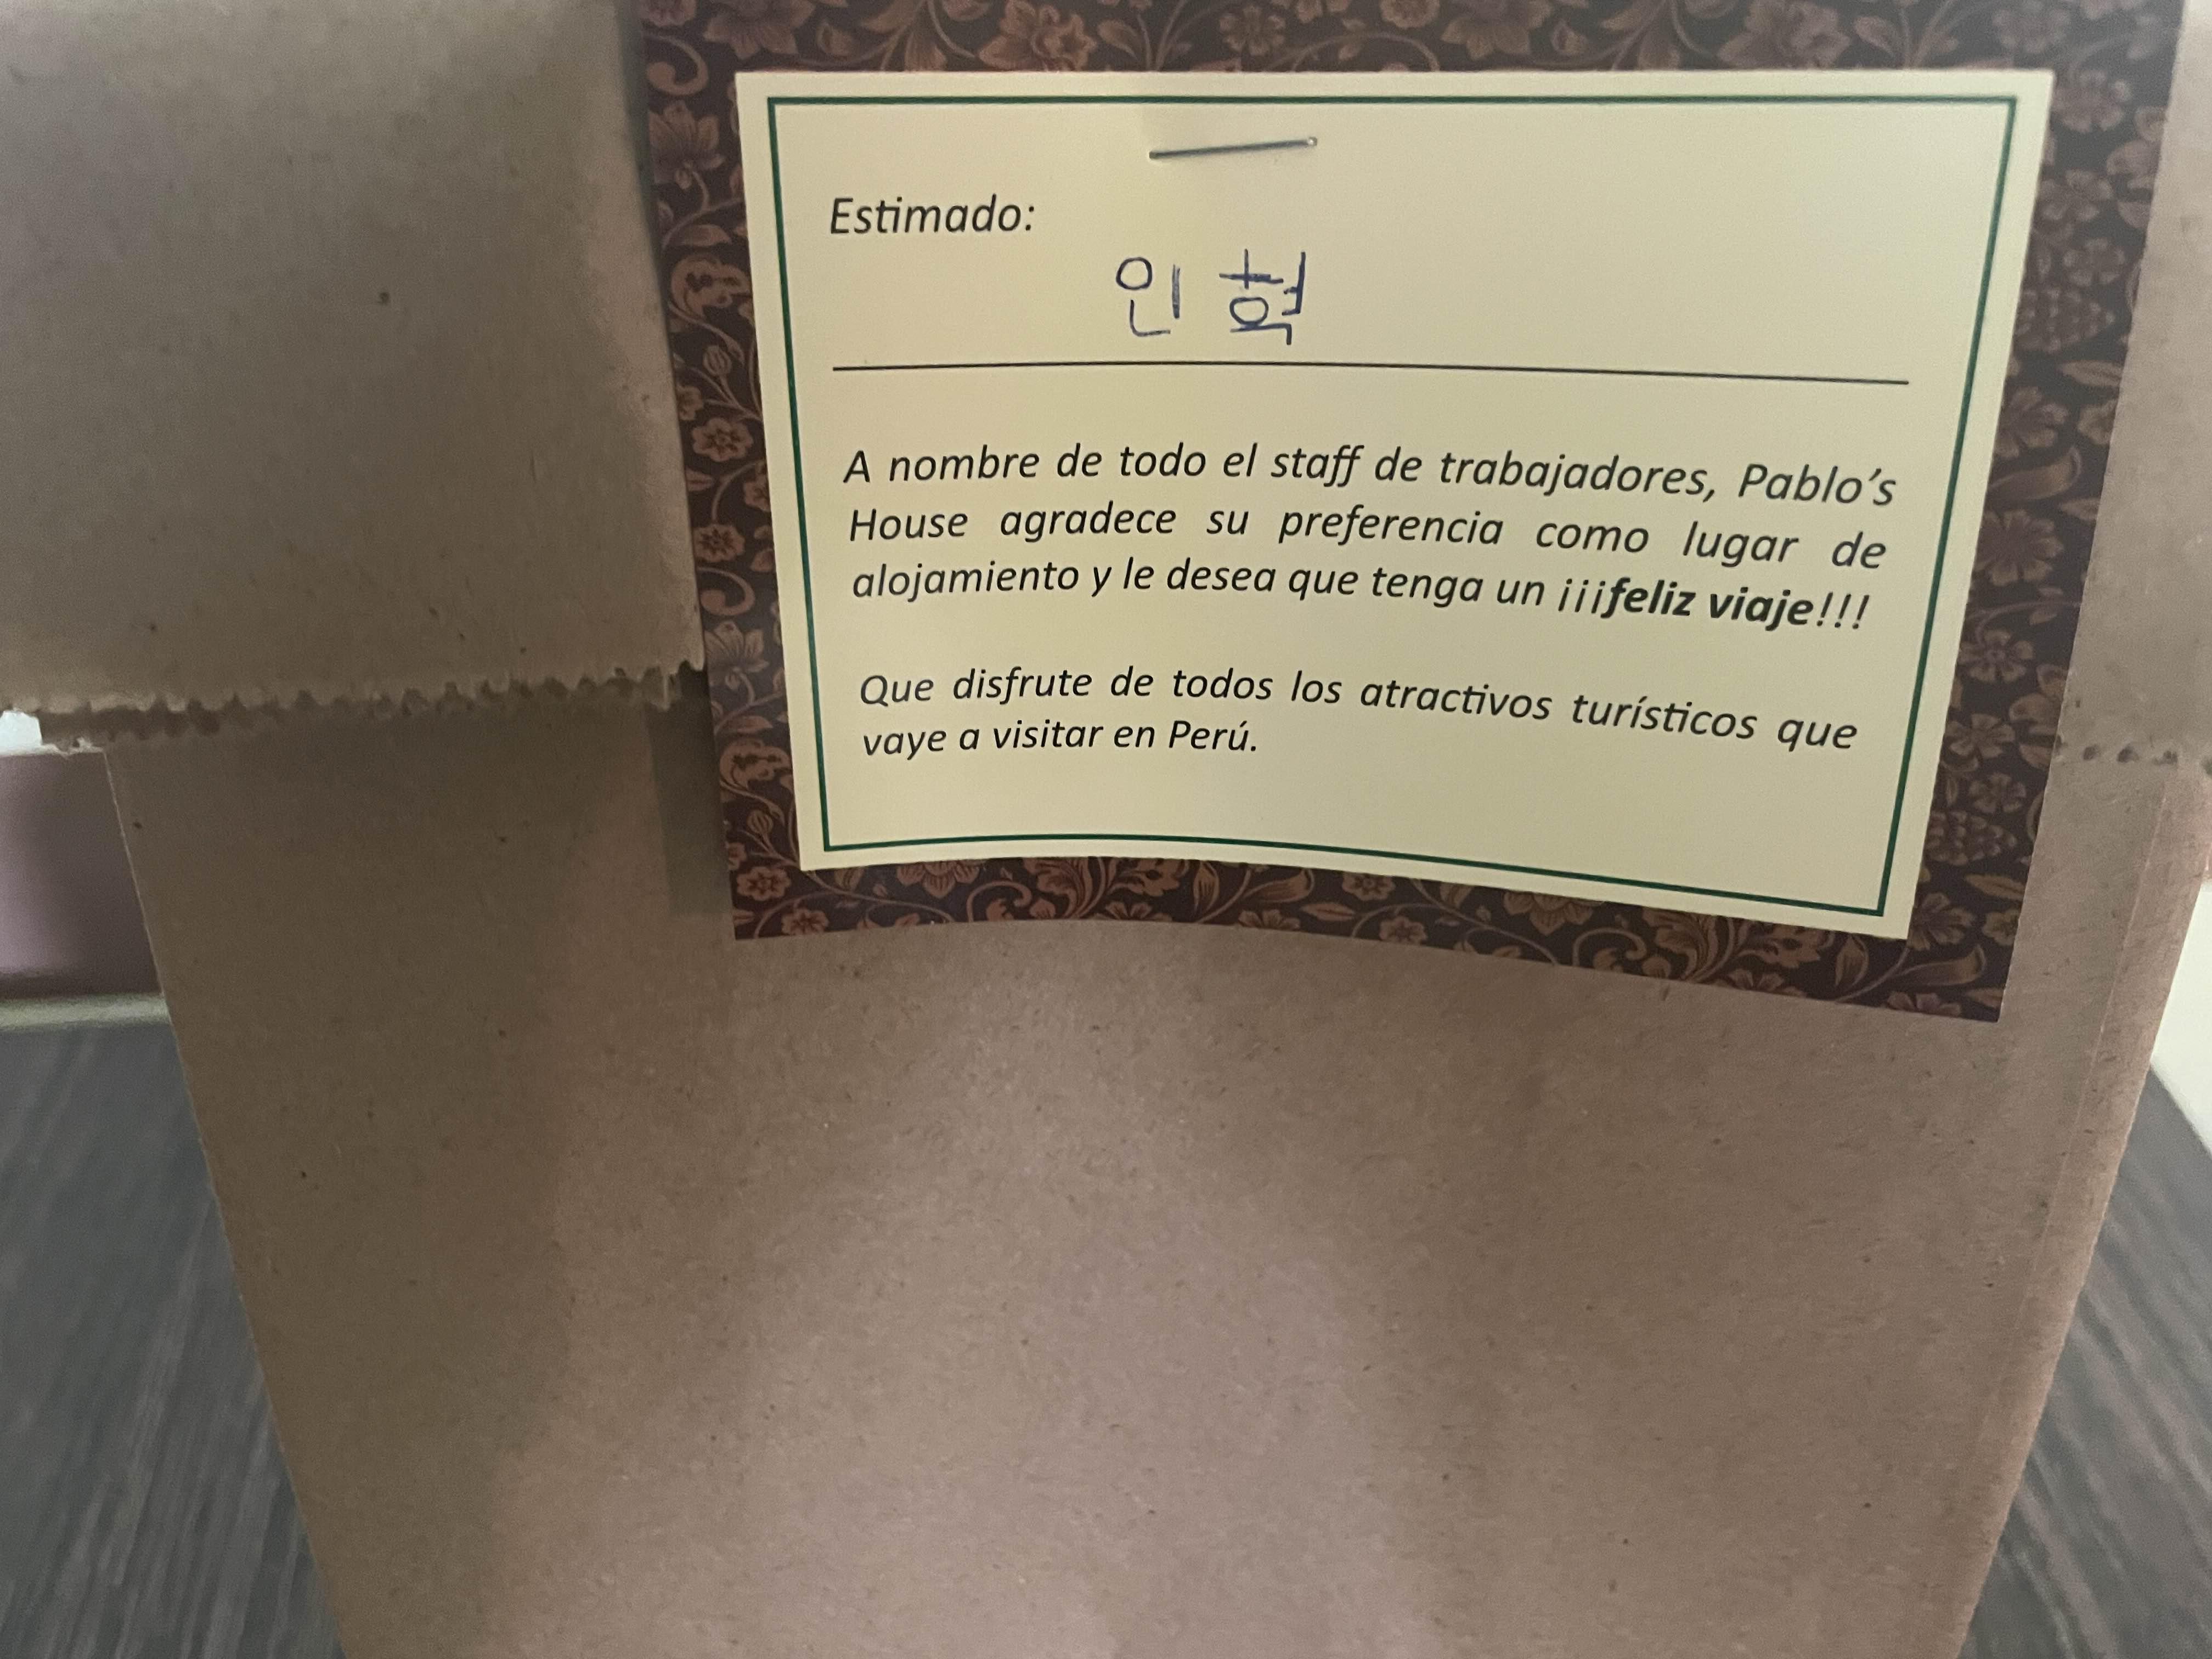 Estimado:
인혁
A nombre de todo el staff de trabajadores, Pablo's
House agradece su preferencia como lugar de
alojamiento y le desea que tenga un ¡¡¡feliz viaje!!!
Que disfrute de todos los atractivos turísticos que
vaye a visitar en Perú.